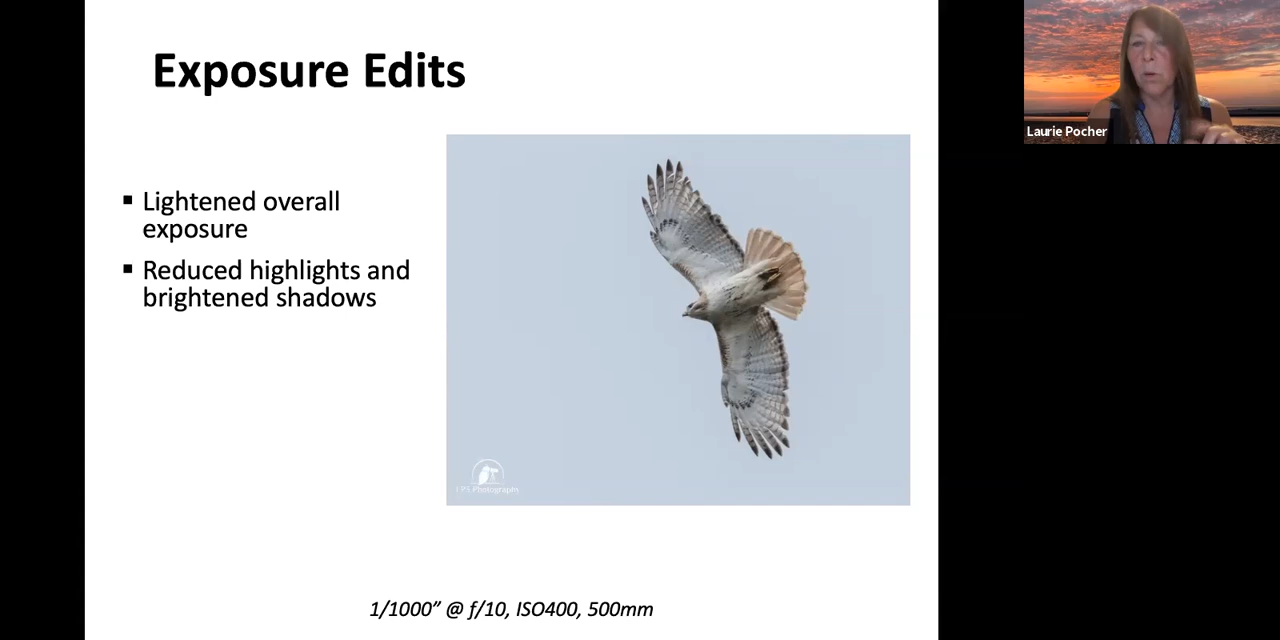 Exposure Edits
Laurie Pocher
▪ Lightened overall
exposure
▪ Reduced highlights and
brightened shadows
1/1000” @ f/10, ISO400, 500mm